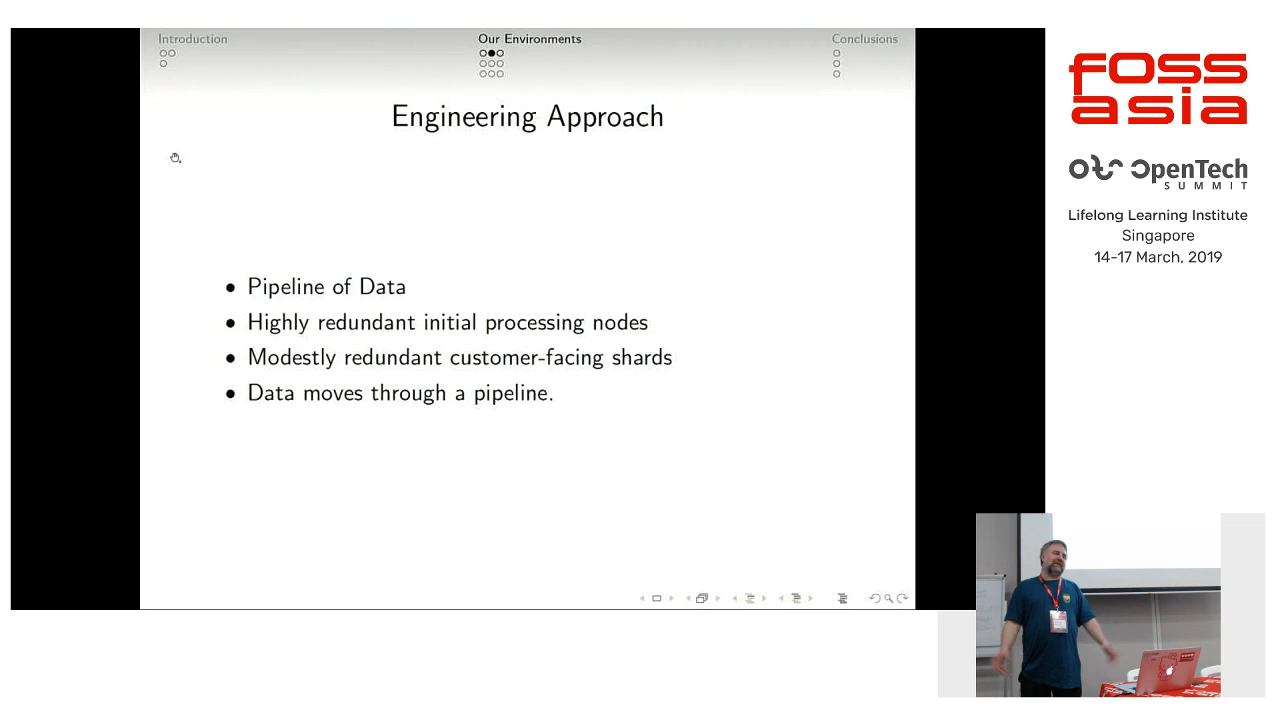 Introduction
Our Environments
Conclusions
Engineering Approach
• Pipeline of Data
• Highly redundant initial processing nodes
• Modestly redundant customer-facing shards
• Data moves through a pipeline.
FOSS
asia
OpenTech
SUMMIT
Lifelong Learning Institute
Singapore
14-17 March, 2019